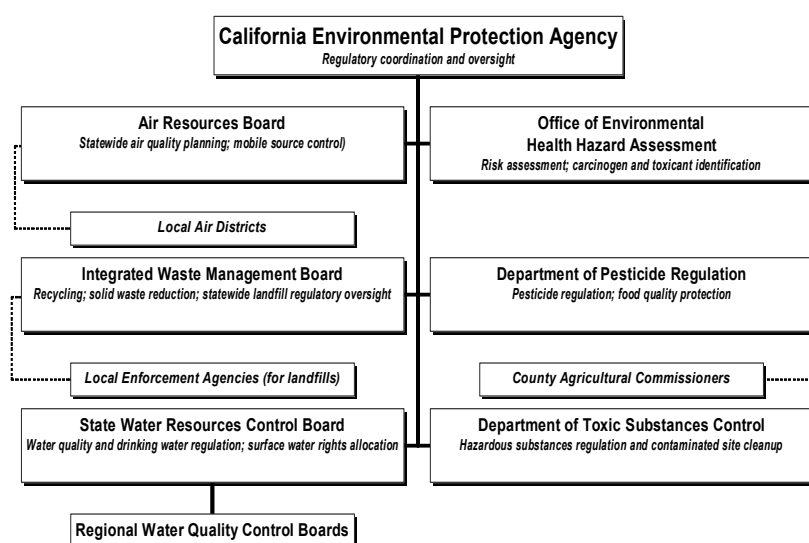 California Environmental Protection Agency
Regulatory coordination and oversight
Air Resources Board
Statewide air quality planning; mobile source control)
Office of Environmental
Health Hazard Assessment
Risk assessment; carcinogen and toxicant identification
Local Air Districts
Integrated Waste Management Board
Recycling; solid waste reduction; statewide landfill regulatory oversight
Department of Pesticide Regulation
Pesticide regulation; food quality protection
Local Enforcement Agencies (for landfills)
County Agricultural Commissioners
State Water Resources Control Board
Water quality and drinking water regulation; surface water rights allocation
Department of Toxic Substances Control
Hazardous substances regulation and contaminated site cleanup
Regional Water Quality Control Boards